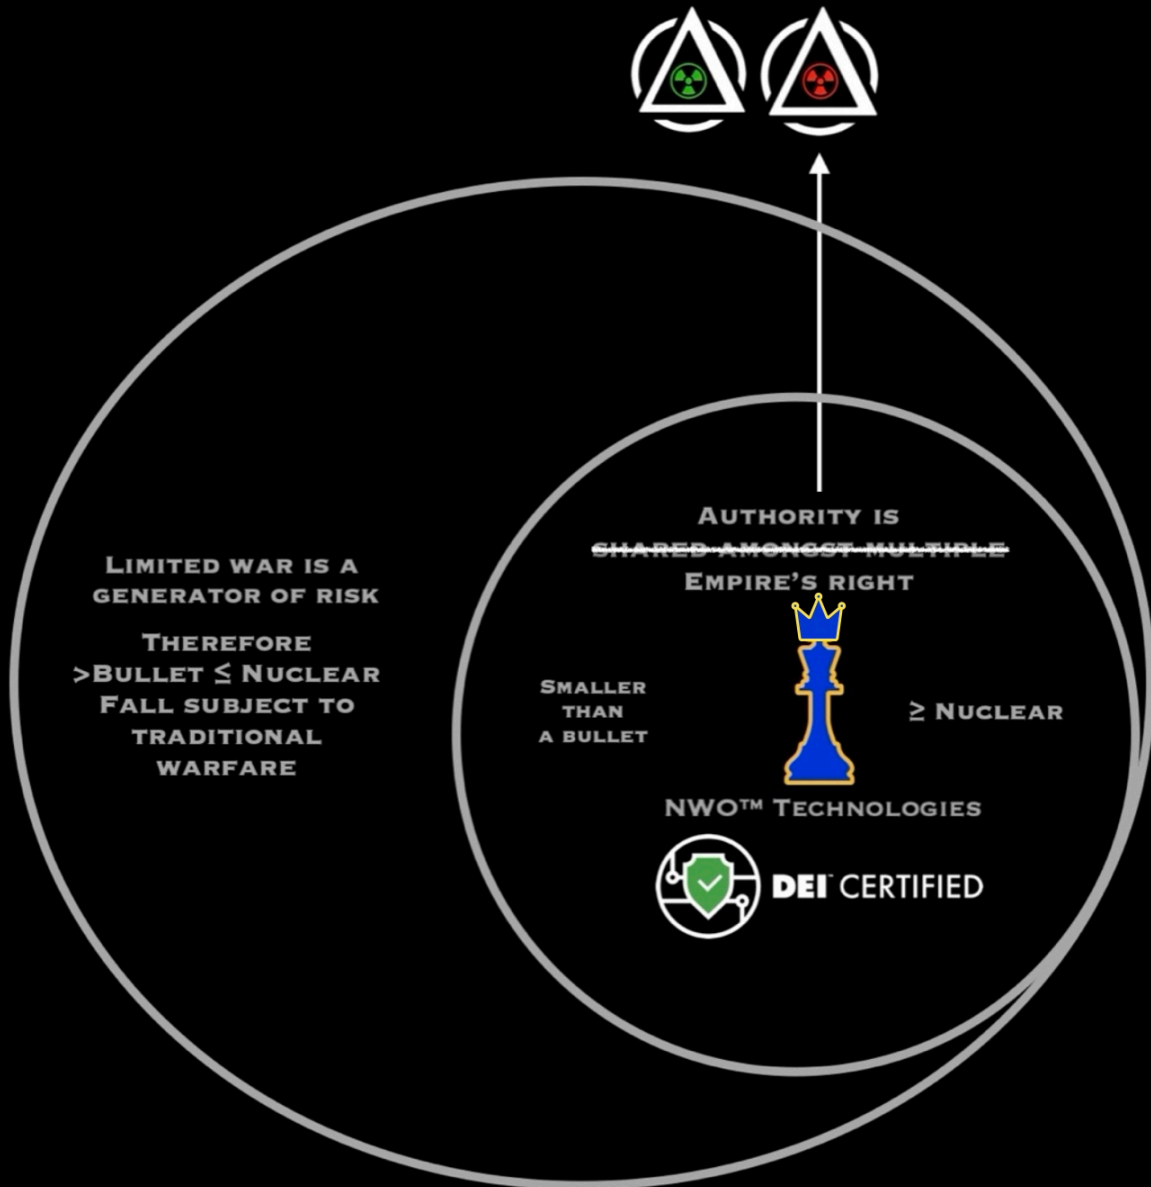 LIMITED WAR IS A
GENERATOR OF RISK
THEREFORE
>BULLET ≤ NUCLEAR
FALL SUBJECT TO
TRADITIONAL
WARFARE
AUTHORITY IS
SHARED AMONGST MULTIPLE
EMPIRE'S RIGHT
SMALLER
THAN
A BULLET
≥ NUCLEAR
NWO™ TECHNOLOGIES
DEI™ CERTIFIED